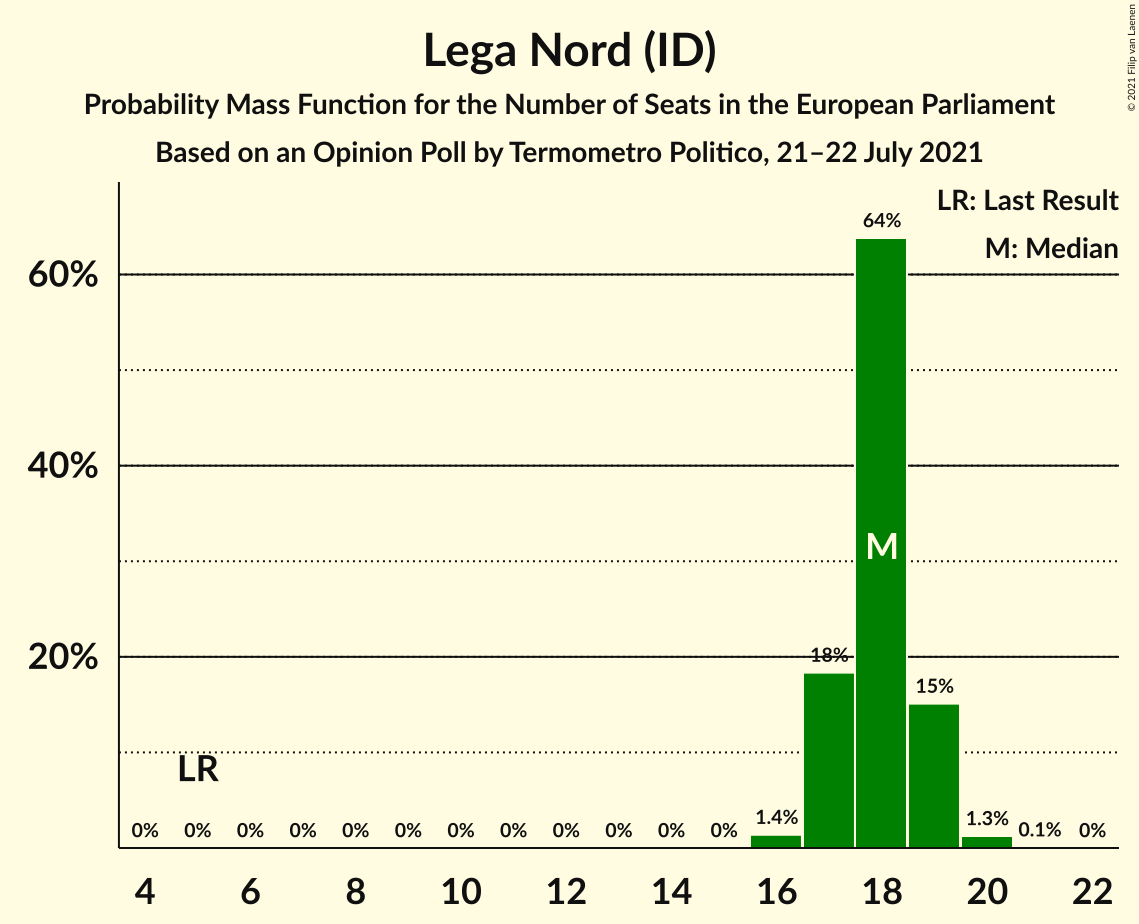 Lega Nord (ID)
Probability Mass Function for the Number of Seats in the European Parliament
Based on an Opinion Poll by Termometro Politico, 21–22 July 2021
© 2021 Filip van Laenen
LR: Last Result
M: Median
60%
40%
20%
64%
M
18%
15%
LR
0% 0% 0% 0% 0% 0% 0% 0% 0% 0% 0% 0% 1.4% 1.3% 0.1% 0%
4 6 8 10 12 14 16 18 20 22